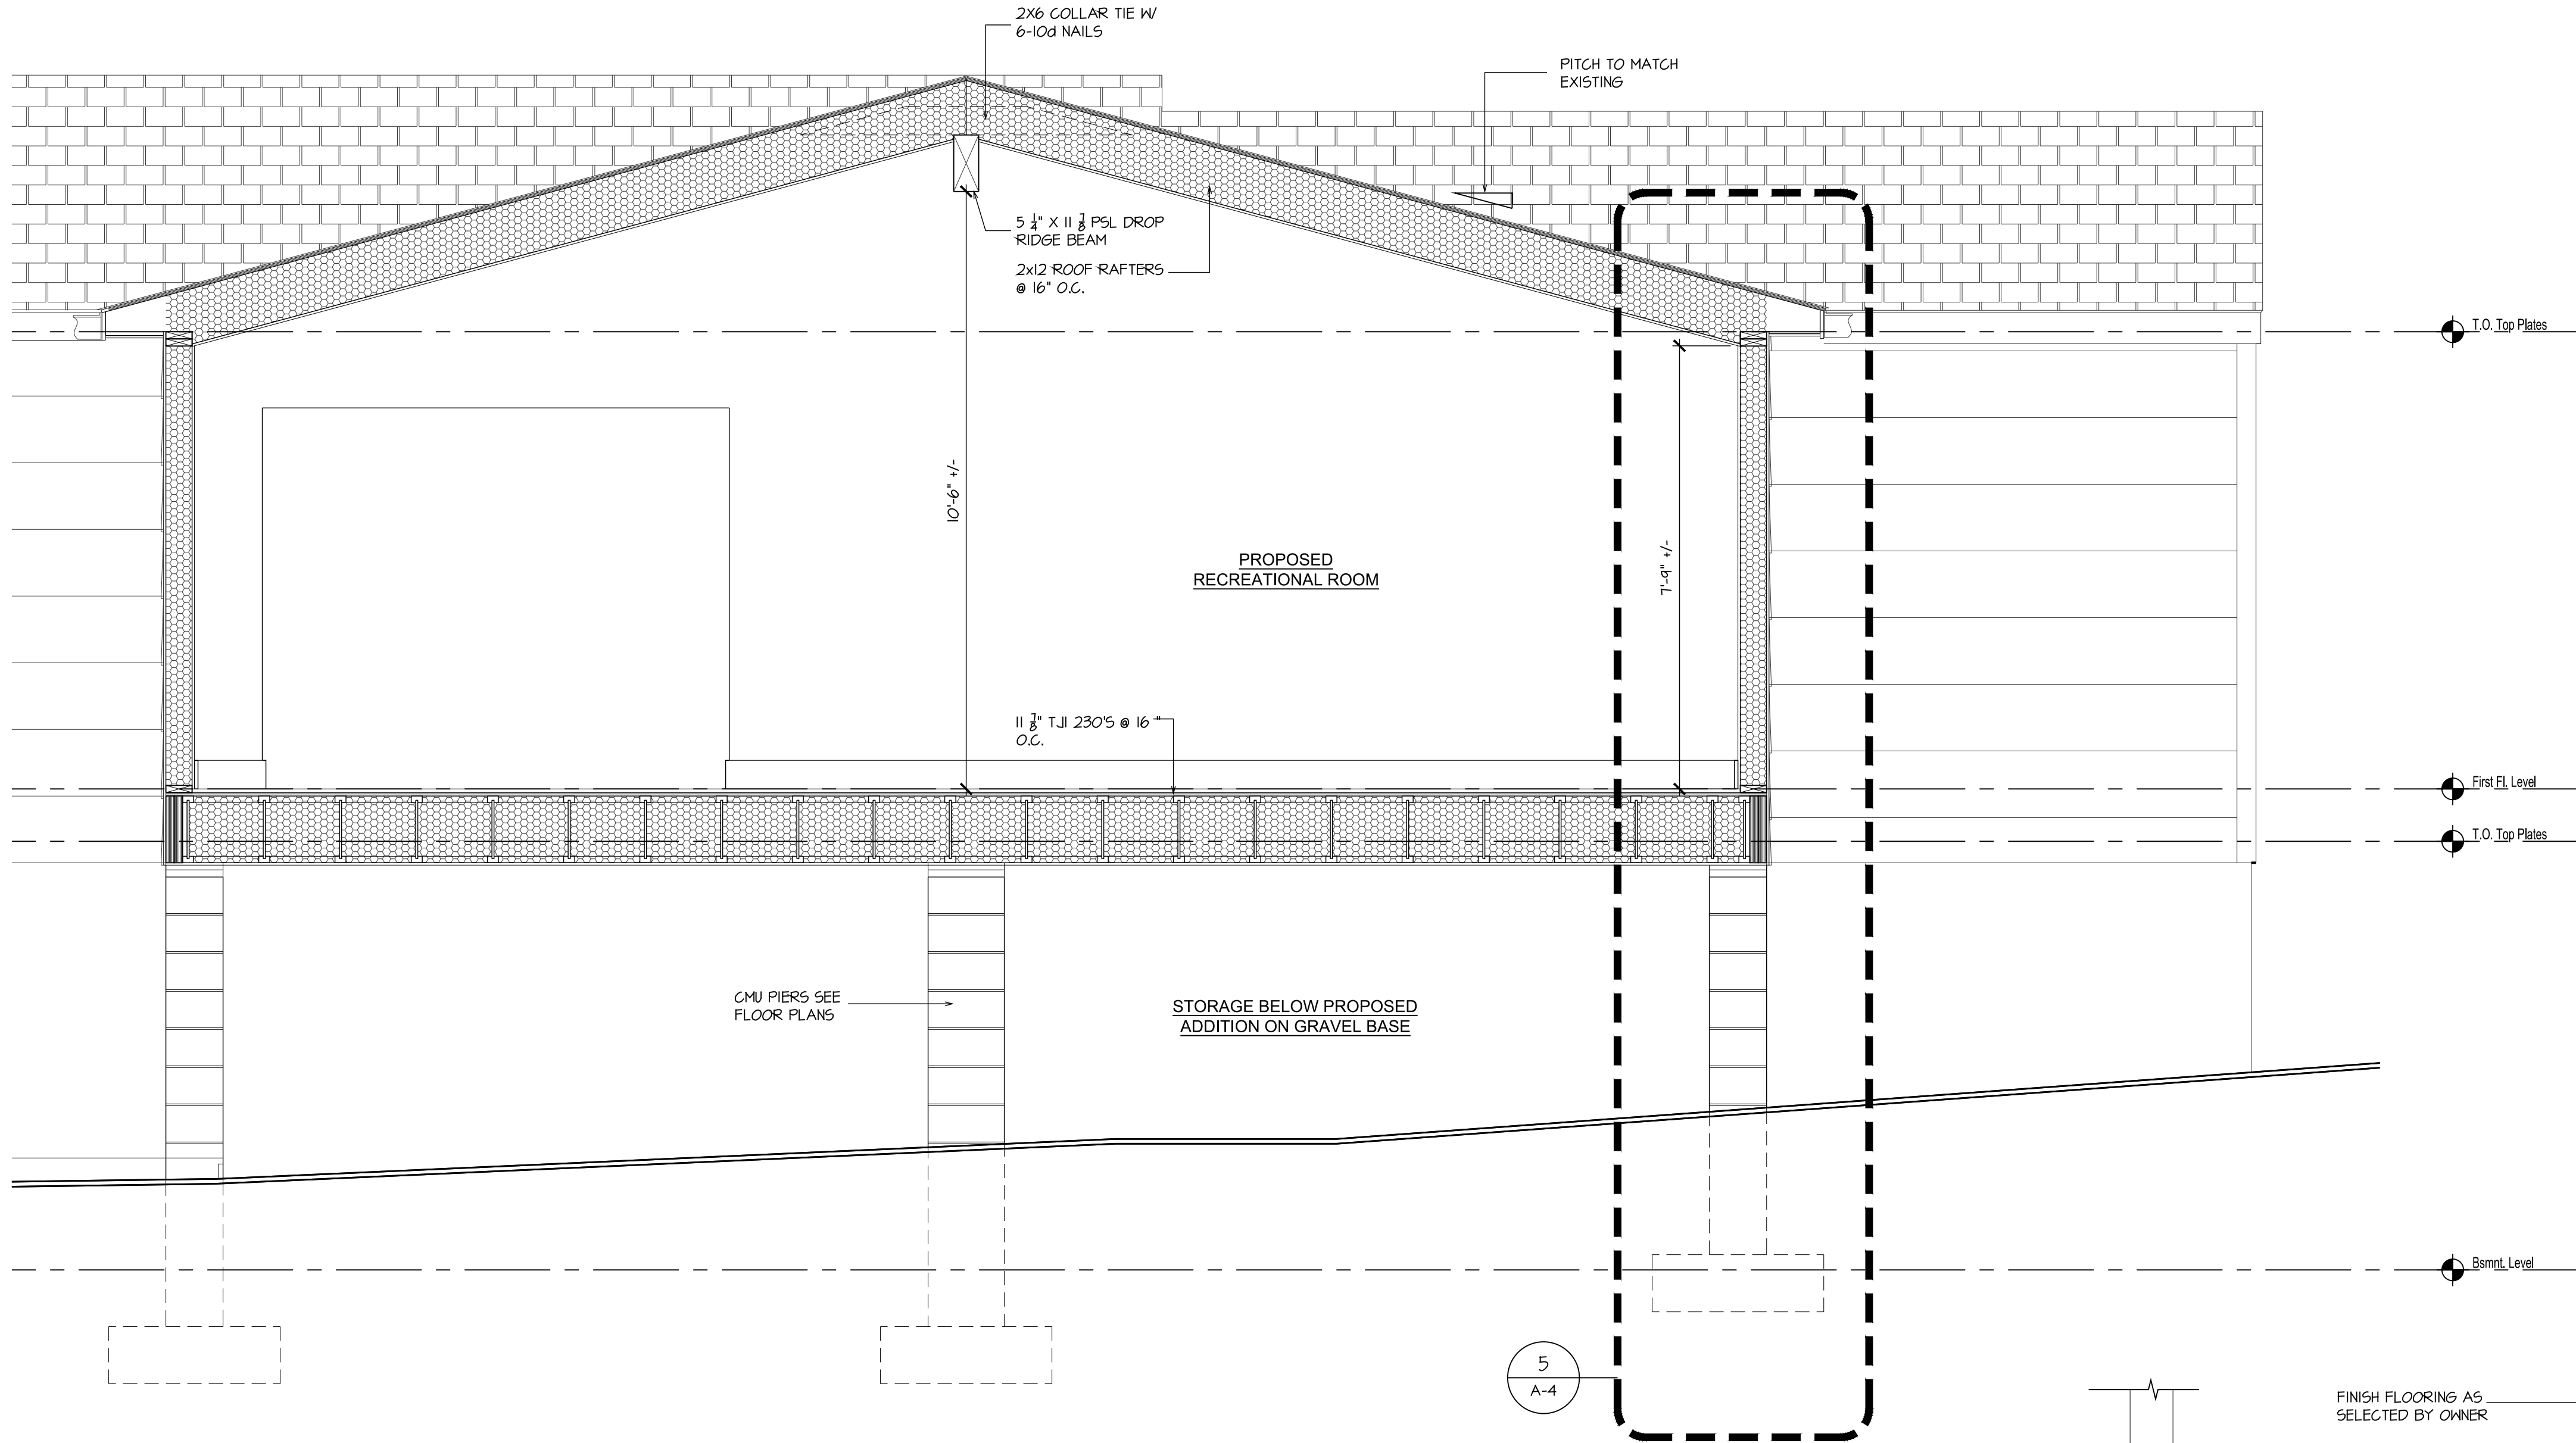 2X6 COLLAR TIE W/
6-10d NAILS
PITCH TO MATCH
EXISTING
5 1/4" X 11 7/8 PSL DROP
RIDGE BEAM
2x12 ROOF RAFTERS
@ 16" O.C.
T.O. Top Plates
10'-6" +/-
7'-9" +/-
PROPOSED
RECREATIONAL ROOM
11 7/8" TJI 230'S @ 16 "
O.C.
First Fl. Level
T.O. Top Plates
CMU PIERS SEE
FLOOR PLANS
STORAGE BELOW PROPOSED
ADDITION ON GRAVEL BASE
Bsmnt. Level
5
A-4
FINISH FLOORING AS
SELECTED BY OWNER